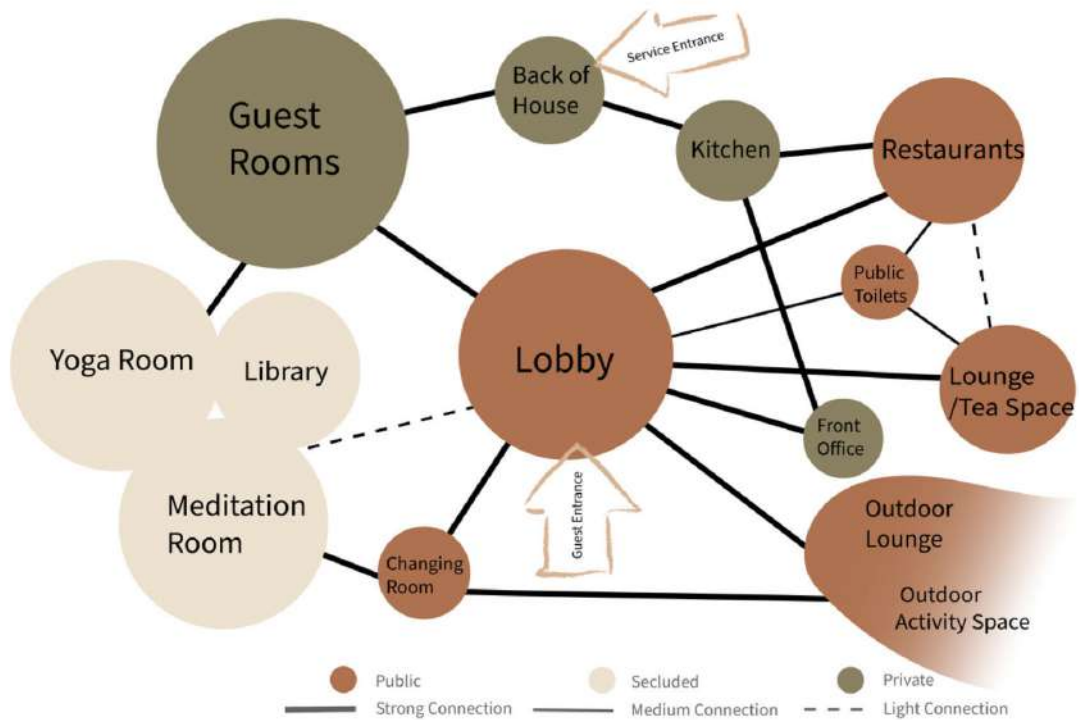 Guest
Rooms
Back of
House
Service Entrance
Kitchen
Restaurants
Public
Toilets
Yoga Room
Library
Lobby
Lounge
/Tea Space
Front
Office
Meditation
Room
Changing
Room
Guest Entrance
Outdoor
Lounge
Outdoor
Activity Space
Public
Secluded
Private
Strong Connection
Medium Connection
Light Connection